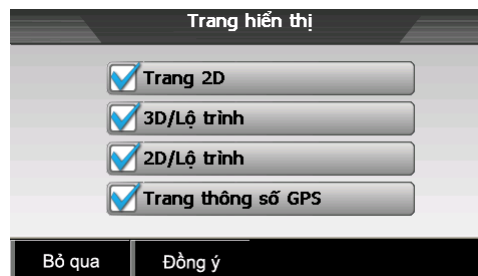 Trang hiển thị
Trang 2D
3D/Lộ trình
2D/Lộ trình
Trang thông số GPS
Bỏ qua
Đồng ý